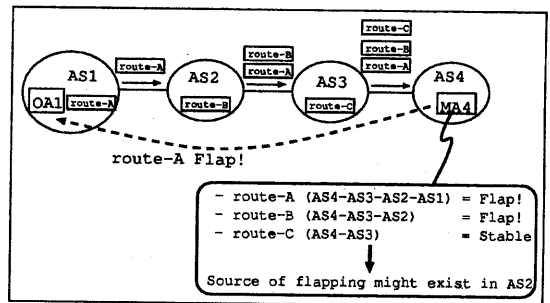 route-C
route-B
route-B
route-A
route-A
route-A
AS1
AS2
AS3
AS4
OA1
route-A
route-B
route-C
MA4
route-A Flap!
- route-A (AS4-AS3-AS2-AS1) = Flap!
- route-B (AS4-AS3-AS2) = Flap!
- route-C (AS4-AS3) = Stable
Source of flapping might exist in AS2